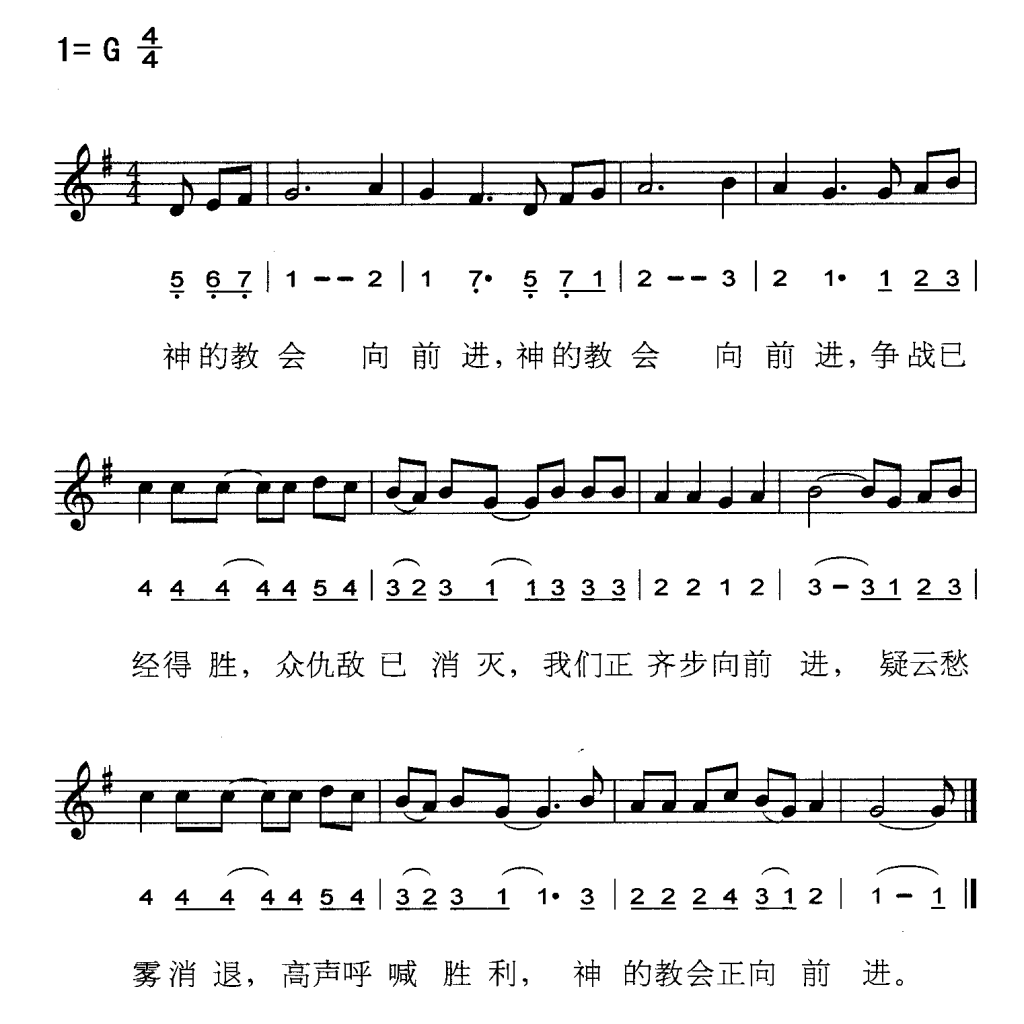 1= G 4/4
5 6 7 | 1 - - 2 | 1 7· 5 7 1 | 2 - - 3 | 2 1· 1 2 3 |
神的教会 向前进,神的教会 向前进,争战已
4 4 4 4 4 5 4 | 3 2 3 1 1 3 3 3 | 2 2 1 2 | 3 - 3 1 2 3 |
经得胜,众仇敌已消灭,我们正齐步向前进,疑云愁
4 4 4 4 4 5 4 | 3 2 3 1 1· 3 | 2 2 2 4 3 1 2 | 1 - 1
雾消退,高声呼喊胜利,神的教会正向前进。